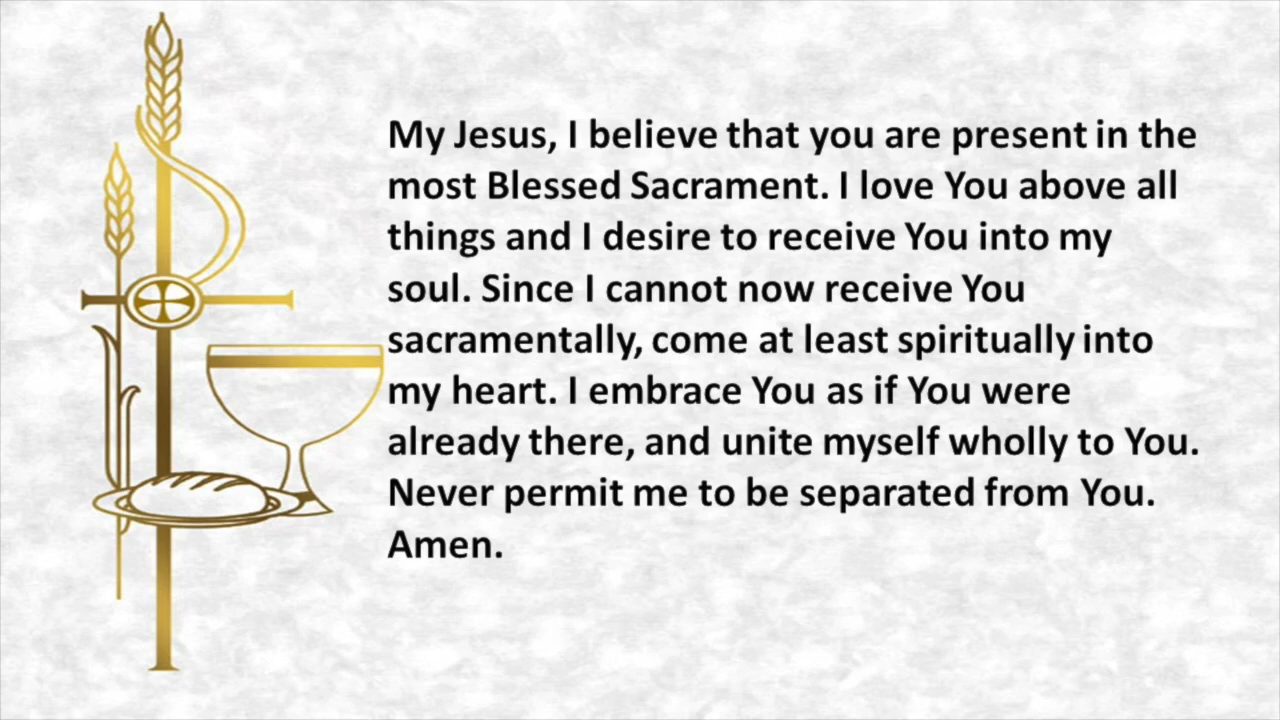 My Jesus, I believe that you are present in the
most Blessed Sacrament. I love You above all
things and I desire to receive You into my
soul. Since I cannot now receive You
sacramentally, come at least spiritually into
my heart. I embrace You as if You were
already there, and unite myself wholly to You.
Never permit me to be separated from You.
Amen.